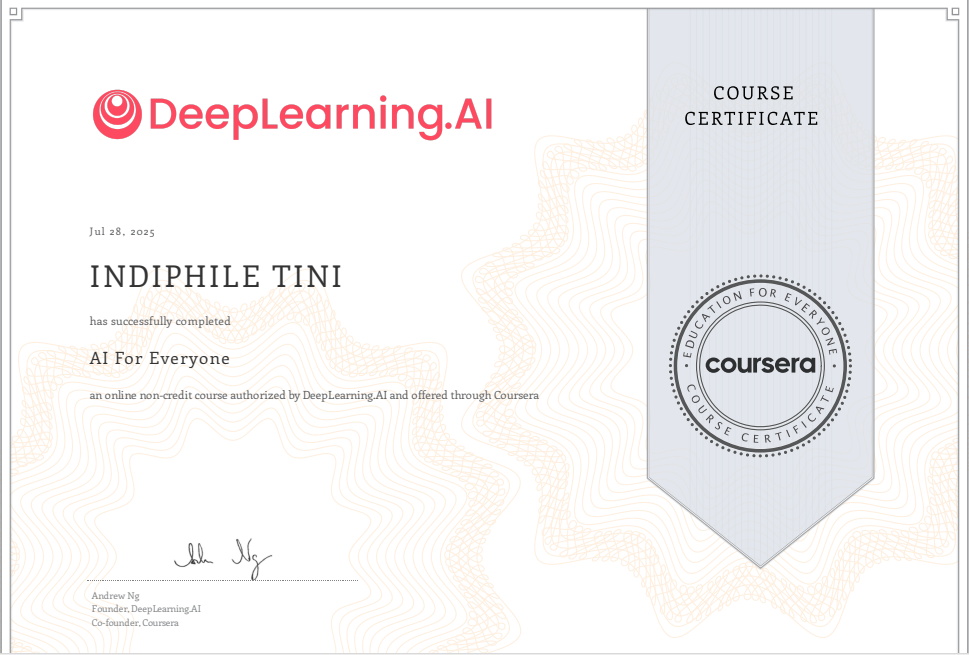 DeepLearning.AI
COURSE
CERTIFICATE
Jul 28, 2025
INDIPHILE TINI
has successfully completed
AI For Everyone
an online non-credit course authorized by DeepLearning.AI and offered through Coursera
EDUCATION FOR EVERYONE
coursera
COURSE CERTIFICATE
Andrew Ng
Founder, DeepLearning.AI
Co-founder, Coursera